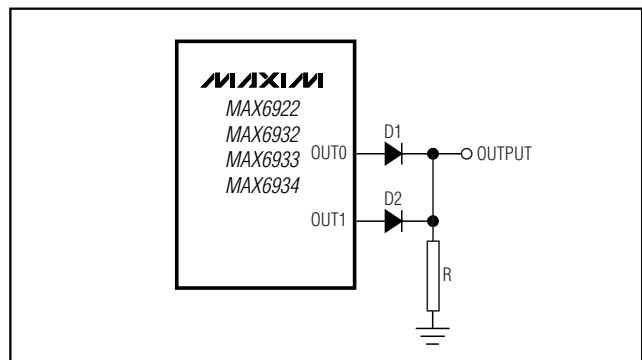 MAXIM
MAX6922
MAX6932
MAX6933
MAX6934
OUT0
D1
OUTPUT
OUT1
D2
R